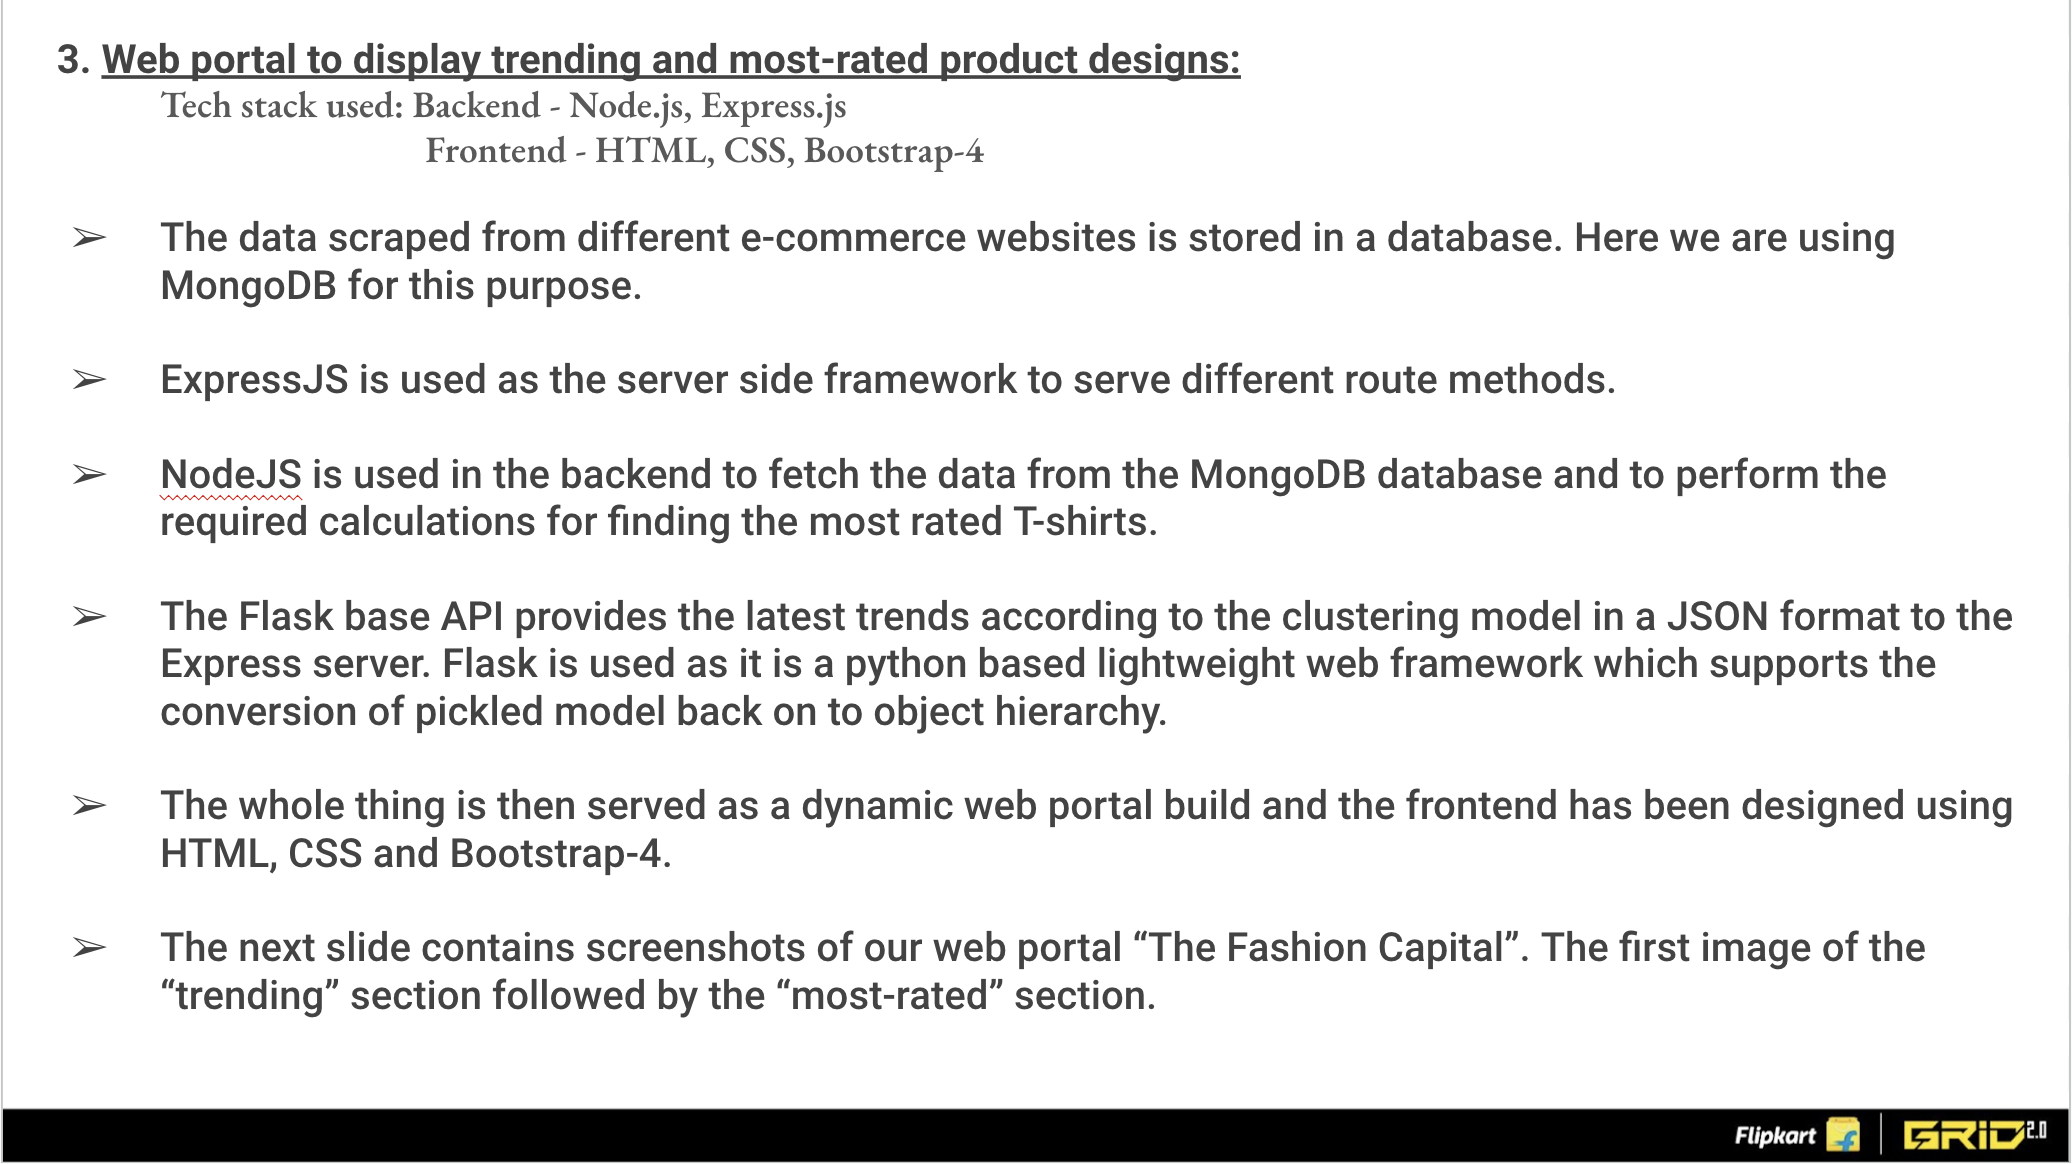 3. Web portal to display trending and most-rated product designs:
Tech stack used: Backend - Node.js, Express.js
Frontend - HTML, CSS, Bootstrap-4
➢ The data scraped from different e-commerce websites is stored in a database. Here we are using
MongoDB for this purpose.
➢ ExpressJS is used as the server side framework to serve different route methods.
➢ NodeJS is used in the backend to fetch the data from the MongoDB database and to perform the
required calculations for finding the most rated T-shirts.
➢ The Flask base API provides the latest trends according to the clustering model in a JSON format to the
Express server. Flask is used as it is a python based lightweight web framework which supports the
conversion of pickled model back on to object hierarchy.
➢ The whole thing is then served as a dynamic web portal build and the frontend has been designed using
HTML, CSS and Bootstrap-4.
➢ The next slide contains screenshots of our web portal “The Fashion Capital”. The first image of the
“trending” section followed by the “most-rated” section.
Flipkart f | GRiD 2.0